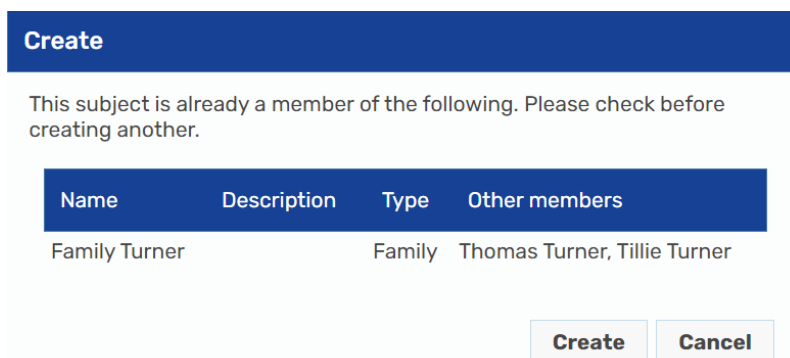 Create
This subject is already a member of the following. Please check before
creating another.
Name Description Type Other members
Family Turner Family Thomas Turner, Tillie Turner
Create Cancel